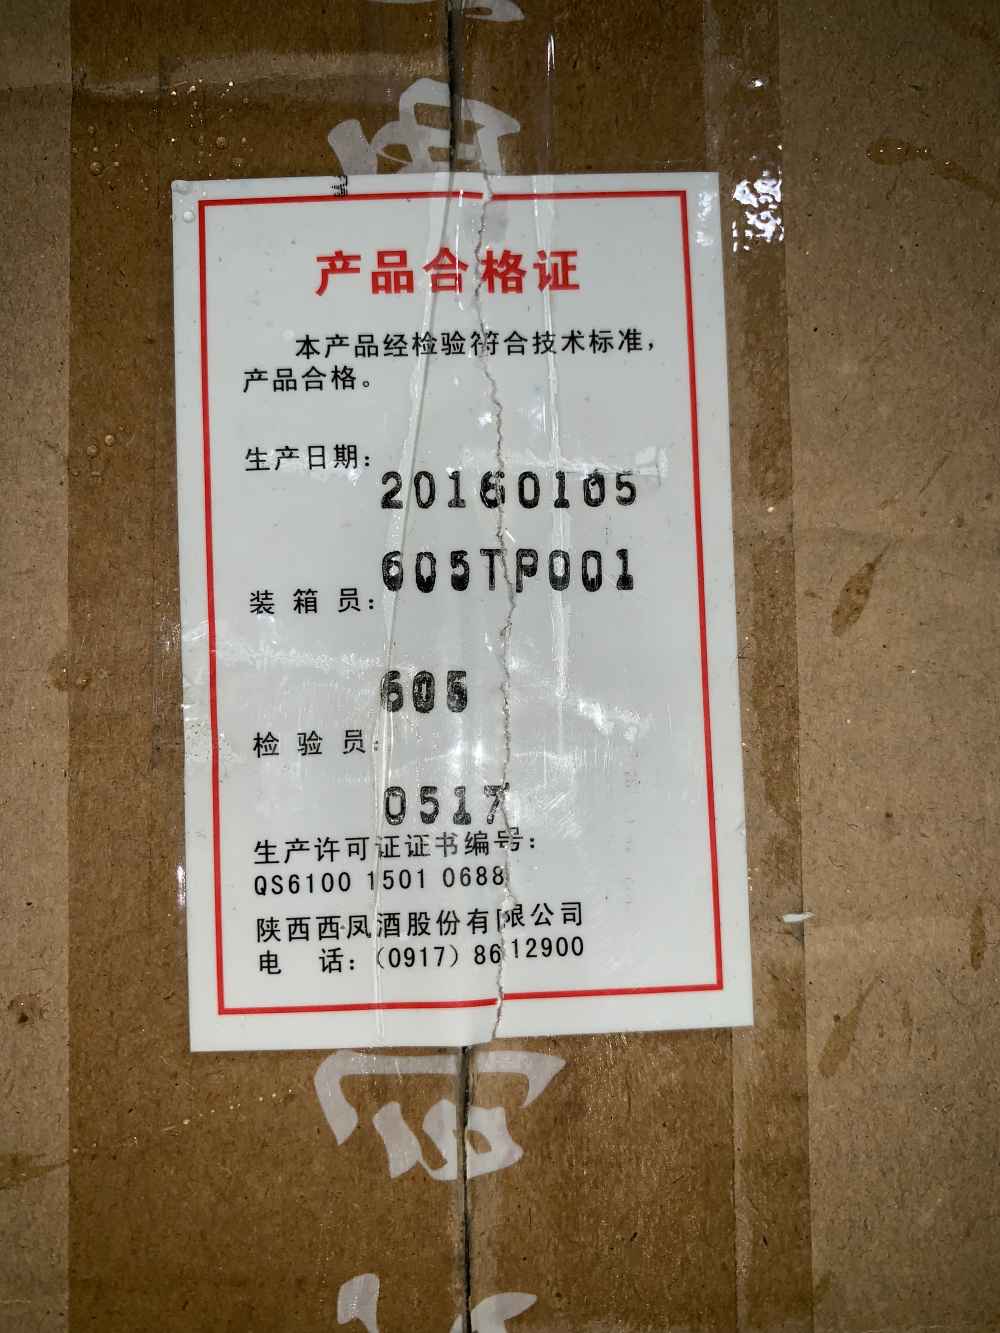 产品合格证
本产品经检验符合技术标准，
产品合格。
生产日期：
20160105
605TP001
装箱员：
605
检验员：
0517
生产许可证证书编号：
QS6100 1501 0688
陕西西凤酒股份有限公司
电 话：（0917）8612900